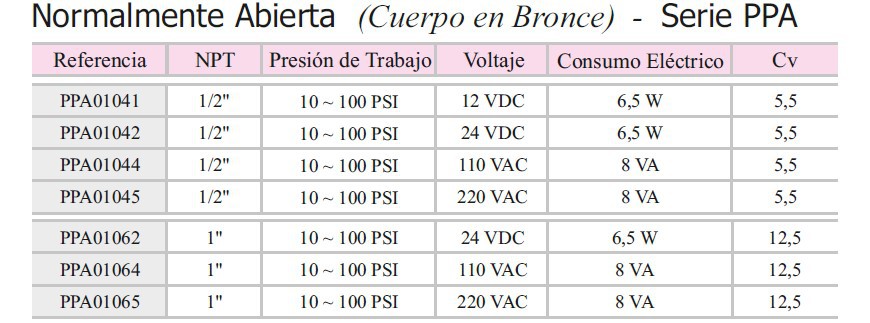 Normalmente Abierta (Cuerpo en Bronce) - Serie PPA
Referencia NPT Presión de Trabajo Voltaje Consumo Eléctrico Cv
PPA01041 1/2" 10 ~ 100 PSI 12 VDC 6,5 W 5,5
PPA01042 1/2" 10 ~ 100 PSI 24 VDC 6,5 W 5,5
PPA01044 1/2" 10 ~ 100 PSI 110 VAC 8 VA 5,5
PPA01045 1/2" 10 ~ 100 PSI 220 VAC 8 VA 5,5
PPA01062 1" 10 ~ 100 PSI 24 VDC 6,5 W 12,5
PPA01064 1" 10 ~ 100 PSI 110 VAC 8 VA 12,5
PPA01065 1" 10 ~ 100 PSI 220 VAC 8 VA 12,5